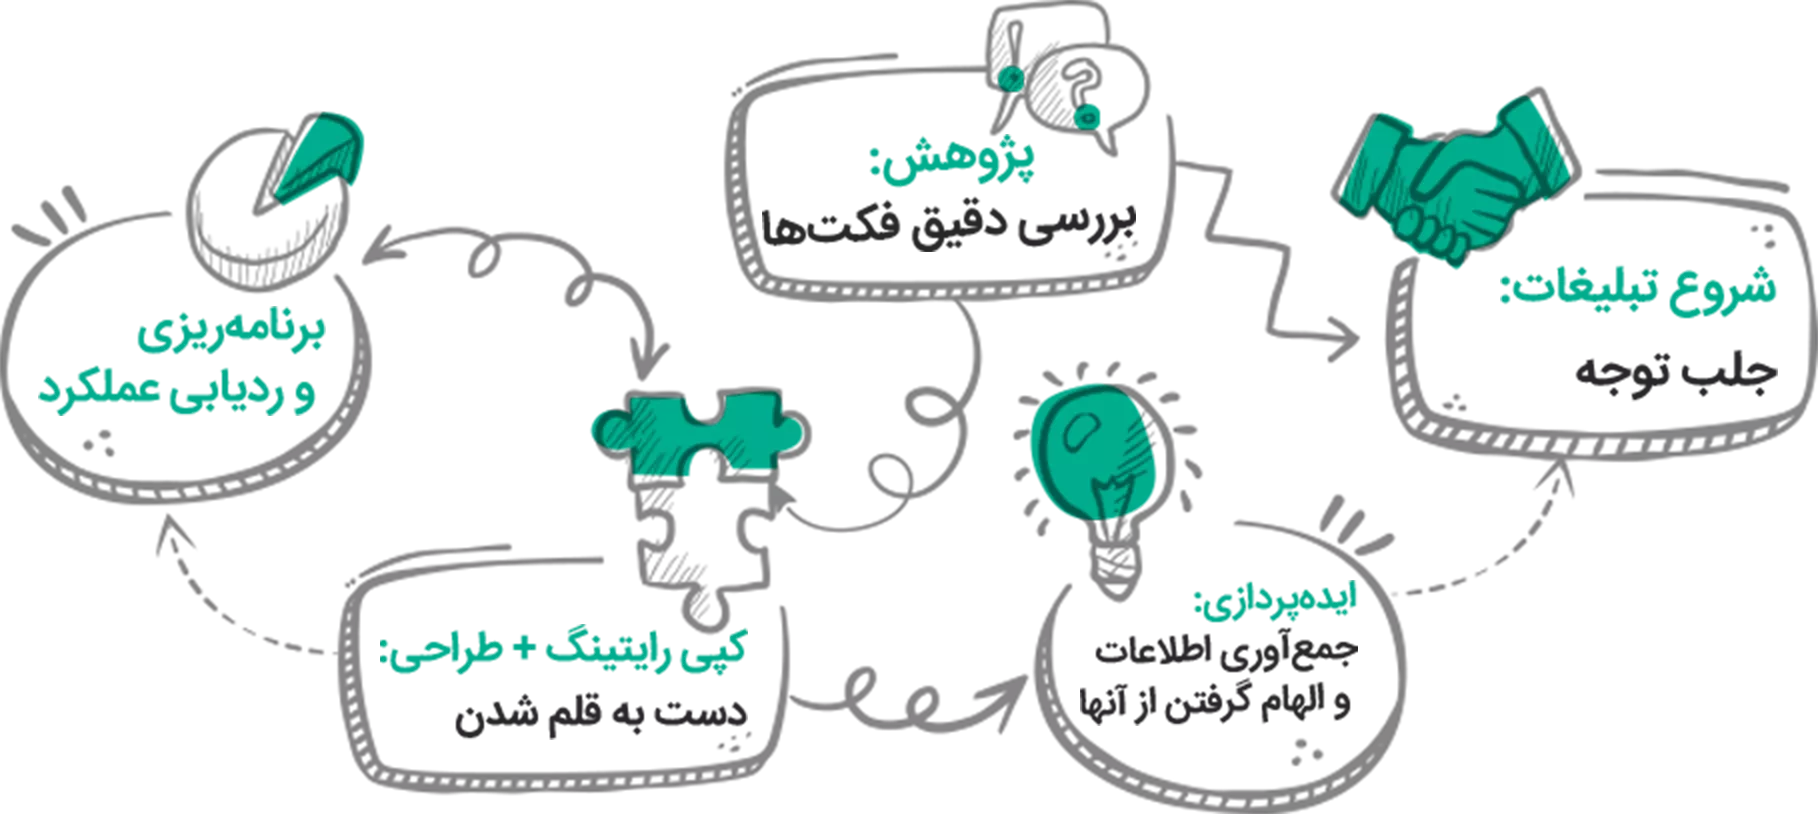 پژوهش:
بررسی دقیق فکت‌ها
شروع تبلیغات:
جلب توجه
برنامه‌ریزی
و ردیابی عملکرد
ایده‌پردازی:
جمع‌آوری اطلاعات
و الهام گرفتن از آنها
کپی رایتینگ + طراحی:
دست به قلم شدن